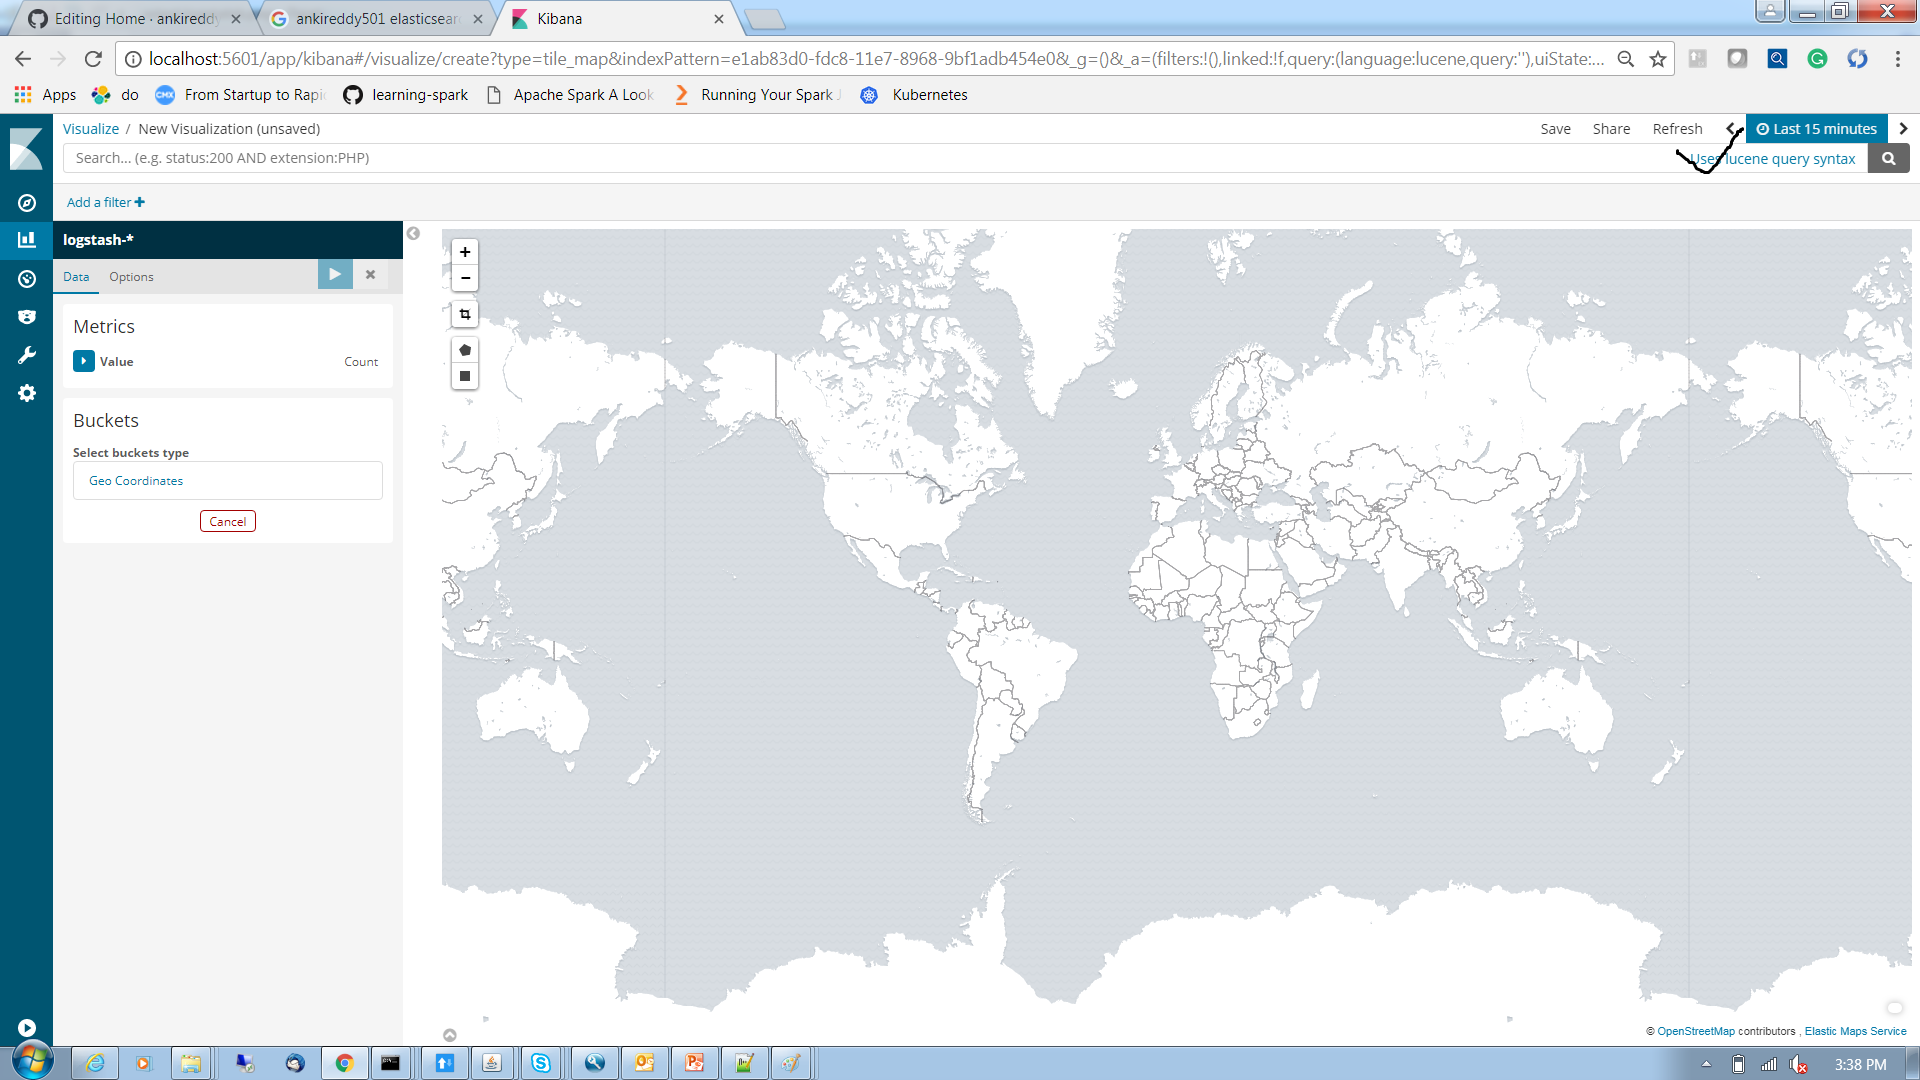 Editing Home · ankireddy
ankireddy501 elasticsear
Kibana
localhost:5601/app/kibana#/visualize/create?type=tile_map&indexPattern=e1ab83d0-fdc8-11e7-8968-9bf1adb454e0&_g=()&_a=(filters:!(),linked:!f,query:(language:lucene,query:''),uiState:...
Apps
do
From Startup to Rapi
learning-spark
Apache Spark A Look
Running Your Spark J
Kubernetes
Visualize / New Visualization (unsaved)
Save
Share
Refresh
Last 15 minutes
Search... (e.g. status:200 AND extension:PHP)
Uses lucene query syntax
Add a filter +
logstash-*
Data
Options
Metrics
Value
Count
Buckets
Select buckets type
Geo Coordinates
Cancel
© OpenStreetMap contributors , Elastic Maps Service
3:38 PM